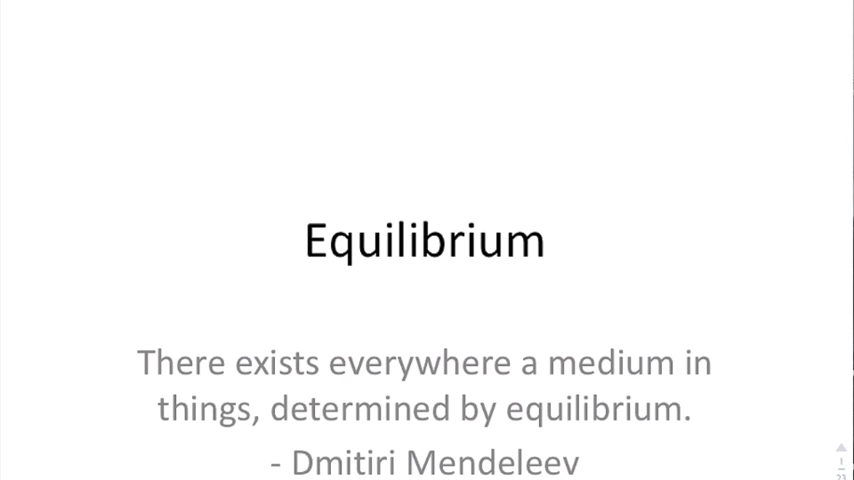 Equilibrium
There exists everywhere a medium in
things, determined by equilibrium.
- Dmitiri Mendeleev